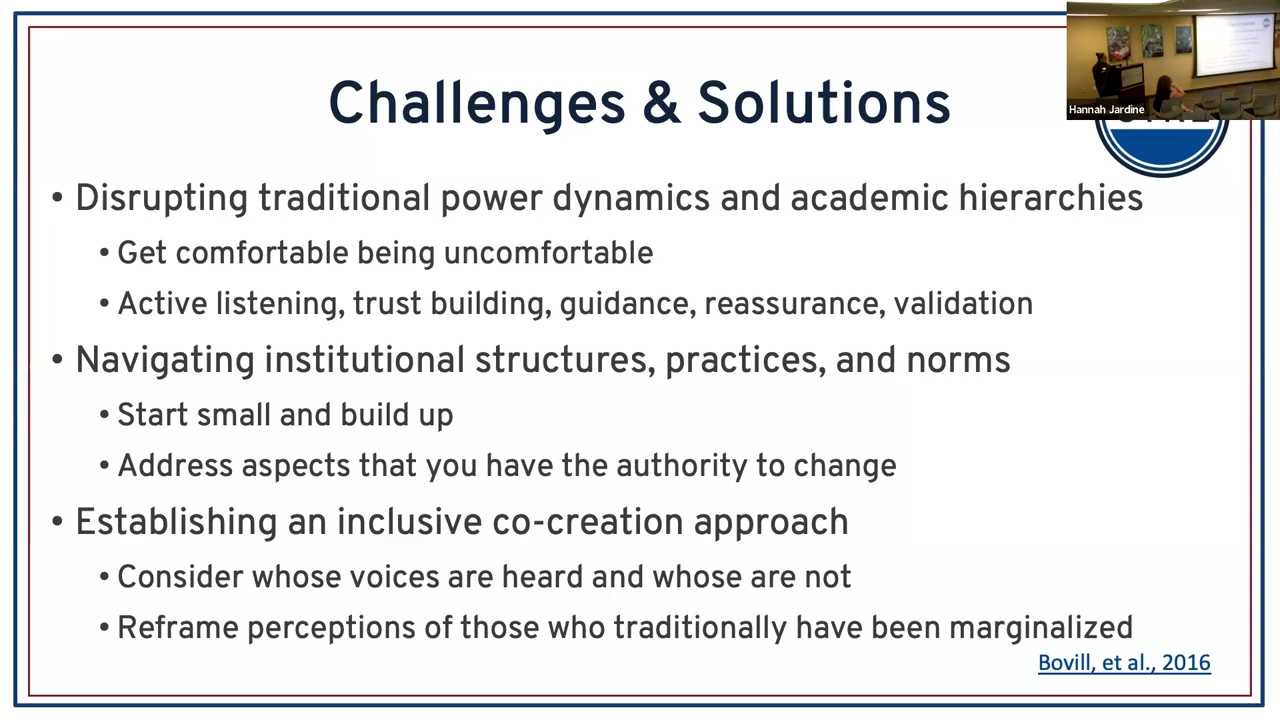 Challenges & Solutions
Hannah Jardine
• Disrupting traditional power dynamics and academic hierarchies
• Get comfortable being uncomfortable
• Active listening, trust building, guidance, reassurance, validation
• Navigating institutional structures, practices, and norms
• Start small and build up
• Address aspects that you have the authority to change
• Establishing an inclusive co-creation approach
• Consider whose voices are heard and whose are not
• Reframe perceptions of those who traditionally have been marginalized
Bovill, et al., 2016